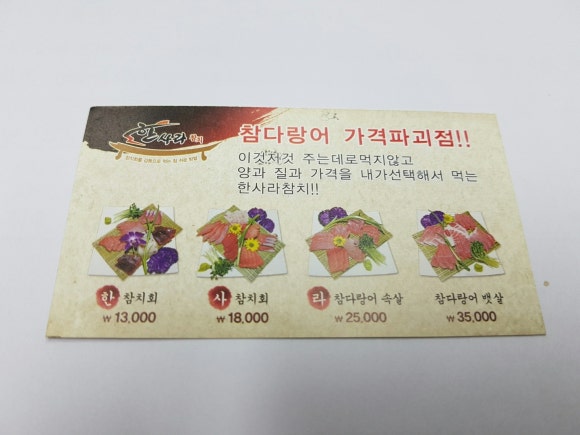 한사라 참치
참다랑어 가격파괴점!!
이것저것 주는데로먹지않고
양과 질과 가격을 내가선택해서 먹는
한사라참치!!
한 참치회
₩ 13,000
사 참치회
₩ 18,000
라 참다랑어 속살
₩ 25,000
참다랑어 뱃살
₩ 35,000